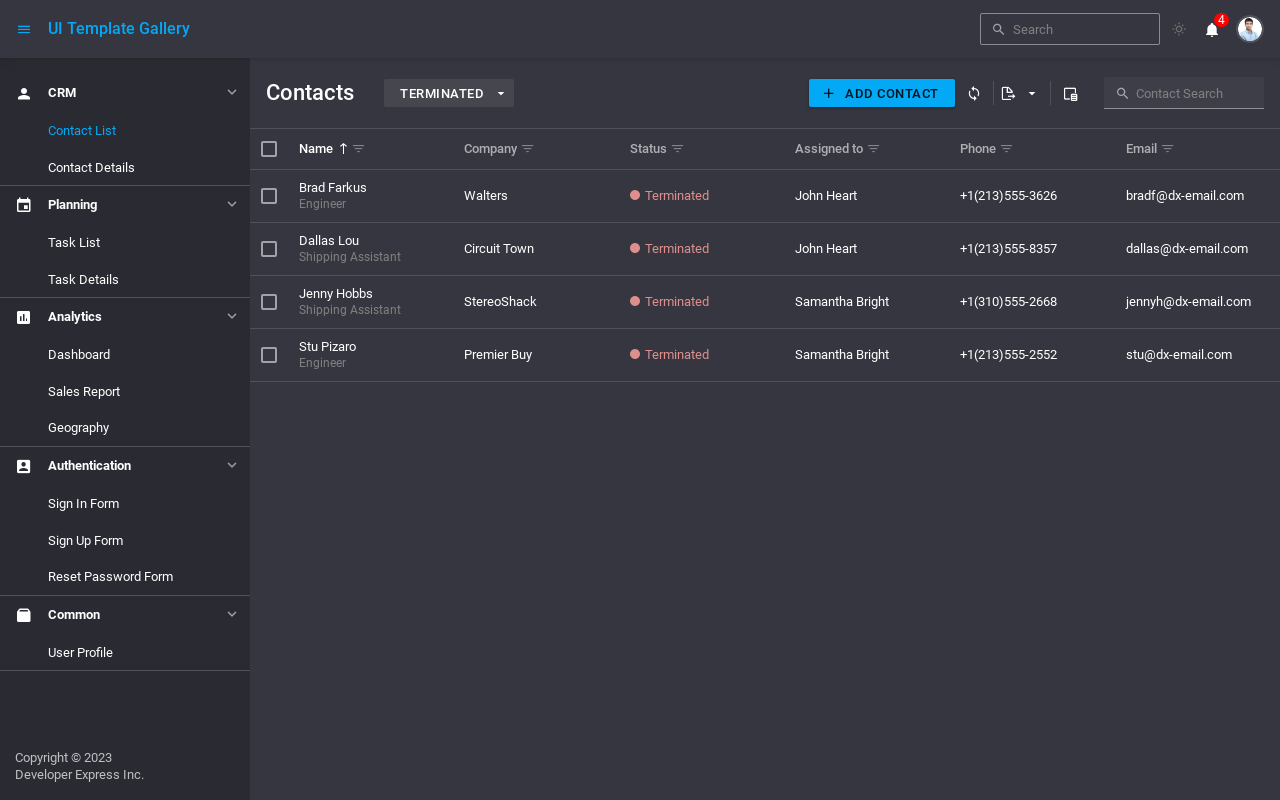 UI Template Gallery
Search
4
CRM
Contact List
Contact Details
Planning
Task List
Task Details
Analytics
Dashboard
Sales Report
Geography
Authentication
Sign In Form
Sign Up Form
Reset Password Form
Common
User Profile
Copyright © 2023
Developer Express Inc.
Contacts
TERMINATED
ADD CONTACT
Contact Search
Name Company Status Assigned to Phone Email
Brad Farkus
Engineer
Walters Terminated John Heart +1(213)555-3626 bradf@dx-email.com
Dallas Lou
Shipping Assistant
Circuit Town Terminated John Heart +1(213)555-8357 dallas@dx-email.com
Jenny Hobbs
Shipping Assistant
StereoShack Terminated Samantha Bright +1(310)555-2668 jennyh@dx-email.com
Stu Pizaro
Engineer
Premier Buy Terminated Samantha Bright +1(213)555-2552 stu@dx-email.com